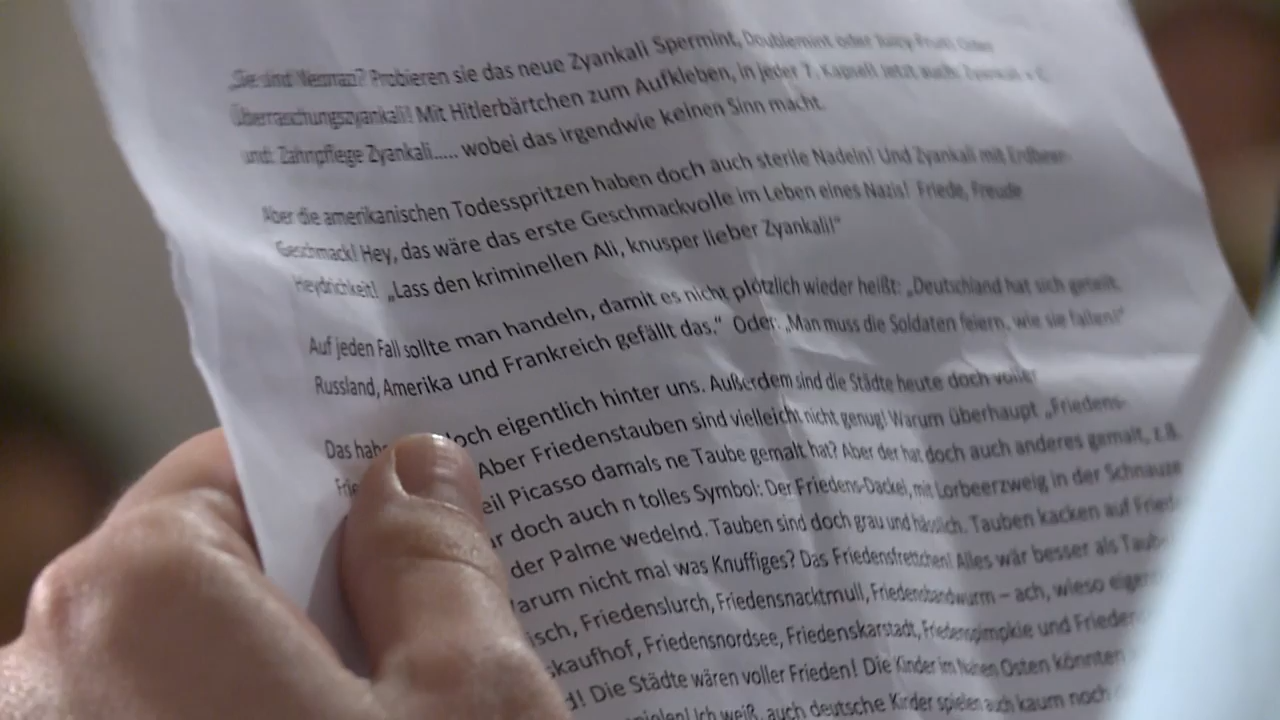 „Sie sind Neonazi? Probieren sie das neue Zyankali Spermint, Doublemint oder Juicy Fruit! Oder
Überraschungszyankali! Mit Hitlerbärtchen zum Aufkleben, in jeder 7. Kapsel! Jetzt auch: Zyankali
und: Zahnpflege Zyankali..... wobei das irgendwie keinen Sinn macht.
Aber die amerikanischen Todesspritzen haben doch auch sterile Nadeln! Und Zyankali mit Erdbeer-
Geschmack! Hey, das wäre das erste Geschmackvolle im Leben eines Nazis! Friede, Freude
Heydrichkeit! „Lass den kriminellen Ali, knusper lieber Zyankali!“
Auf jeden Fall sollte man handeln, damit es nicht plötzlich wieder heißt: „Deutschland hat sich geteilt.
Russland, Amerika und Frankreich gefällt das.“ Oder: „Man muss die Soldaten feiern, wie sie fallen!“
Das hab doch eigentlich hinter uns. Außerdem sind die Städte heute doch voller
Frie Aber Friedenstauben sind vielleicht nicht genug! Warum überhaupt „Friedens-
eil Picasso damals ne Taube gemalt hat? Aber der hat doch auch anderes gemalt, z.B.
r doch auch n tolles Symbol: Der Friedens-Dackel, mit Lorbeerzweig in der Schnauze
der Palme wedelnd. Tauben sind doch grau und hässlich. Tauben kacken auf Fried
arum nicht mal was Knuffiges? Das Friedensfrettchen! Alles wär besser als Taub
isch, Friedenslurch, Friedensnacktmull, Friedensbandwurm – ach, wieso eigen
kaufhof, Friedensnordsee, Friedenskarstadt, Friedenspimpkie und Frieden
d! Die Städte wären voller Frieden! Die Kinder im Nahen Osten könnten
spielen! Ich weiß, auch deutsche Kinder spielen auch kaum noch